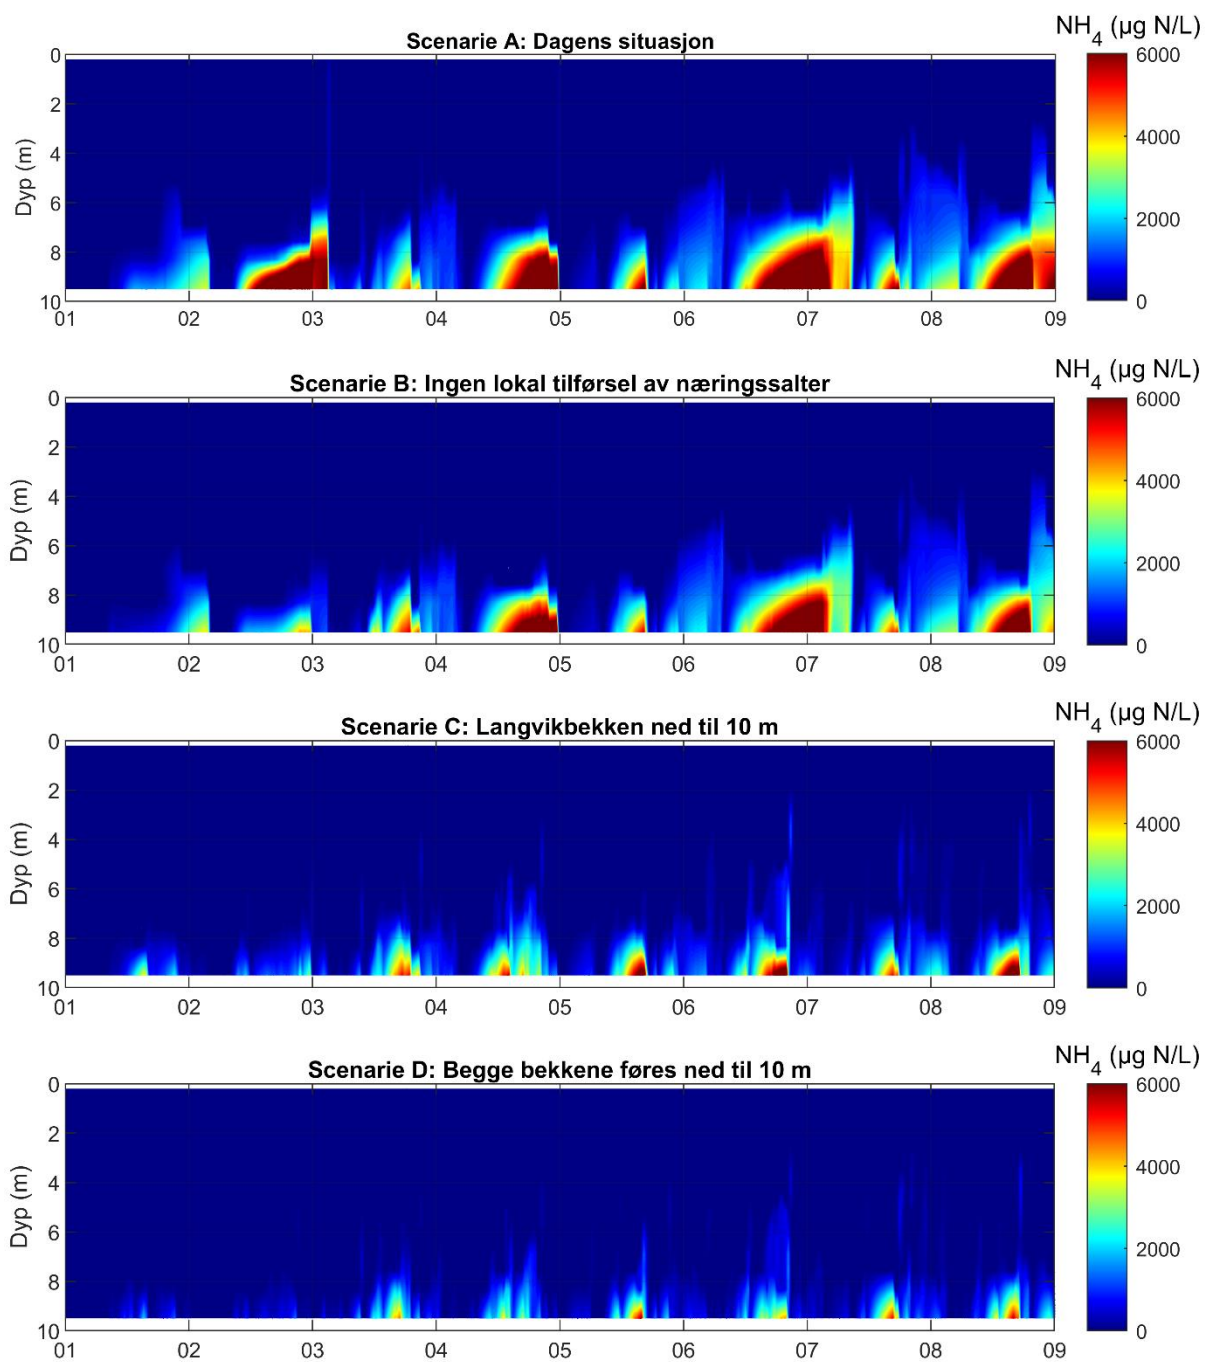 Scenarie A: Dagens situasjon
NH4 (µg N/L)
Dyp (m)
0
2
4
6
8
10
01 02 03 04 05 06 07 08 09
6000
4000
2000
0
Scenarie B: Ingen lokal tilførsel av næringssalter
NH4 (µg N/L)
Dyp (m)
0
2
4
6
8
10
01 02 03 04 05 06 07 08 09
6000
4000
2000
0
Scenarie C: Langvikbekken ned til 10 m
NH4 (µg N/L)
Dyp (m)
0
2
4
6
8
10
01 02 03 04 05 06 07 08 09
6000
4000
2000
0
Scenarie D: Begge bekkene føres ned til 10 m
NH4 (µg N/L)
Dyp (m)
0
2
4
6
8
10
01 02 03 04 05 06 07 08 09
6000
4000
2000
0